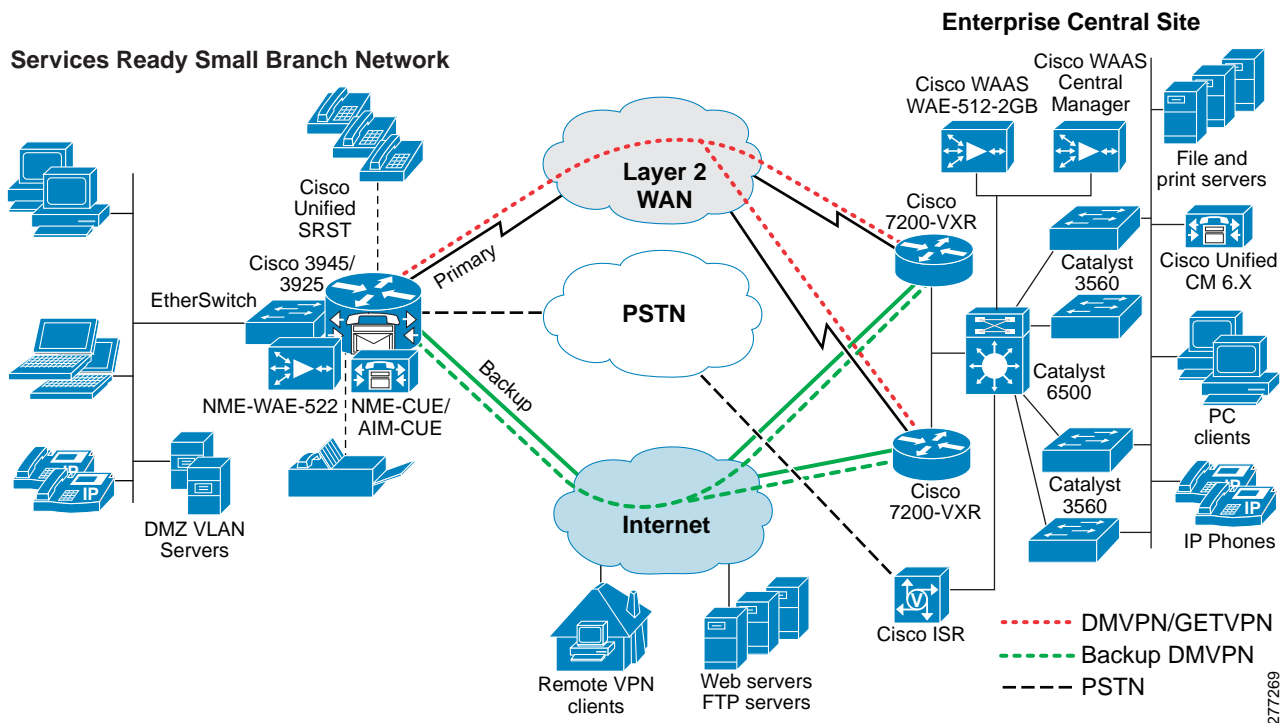 Enterprise Central Site
Services Ready Small Branch Network
Cisco WAAS
WAE-512-2GB
Cisco WAAS
Central
Manager
File and
print servers
Cisco
Unified
SRST
Layer 2
WAN
Cisco
7200-VXR
Cisco 3945/
3925
Primary
EtherSwitch
Catalyst
3560
Cisco Unified
CM 6.X
PSTN
NME-WAE-522
NME-CUE/
AIM-CUE
Backup
Catalyst
6500
PC
clients
IP
IP
DMZ VLAN
Servers
Internet
Cisco
7200-VXR
Catalyst
3560
IP
IP
IP Phones
V
Cisco ISR
Remote VPN
clients
Web servers
FTP servers
DMVPN/GETVPN
Backup DMVPN
PSTN
277269